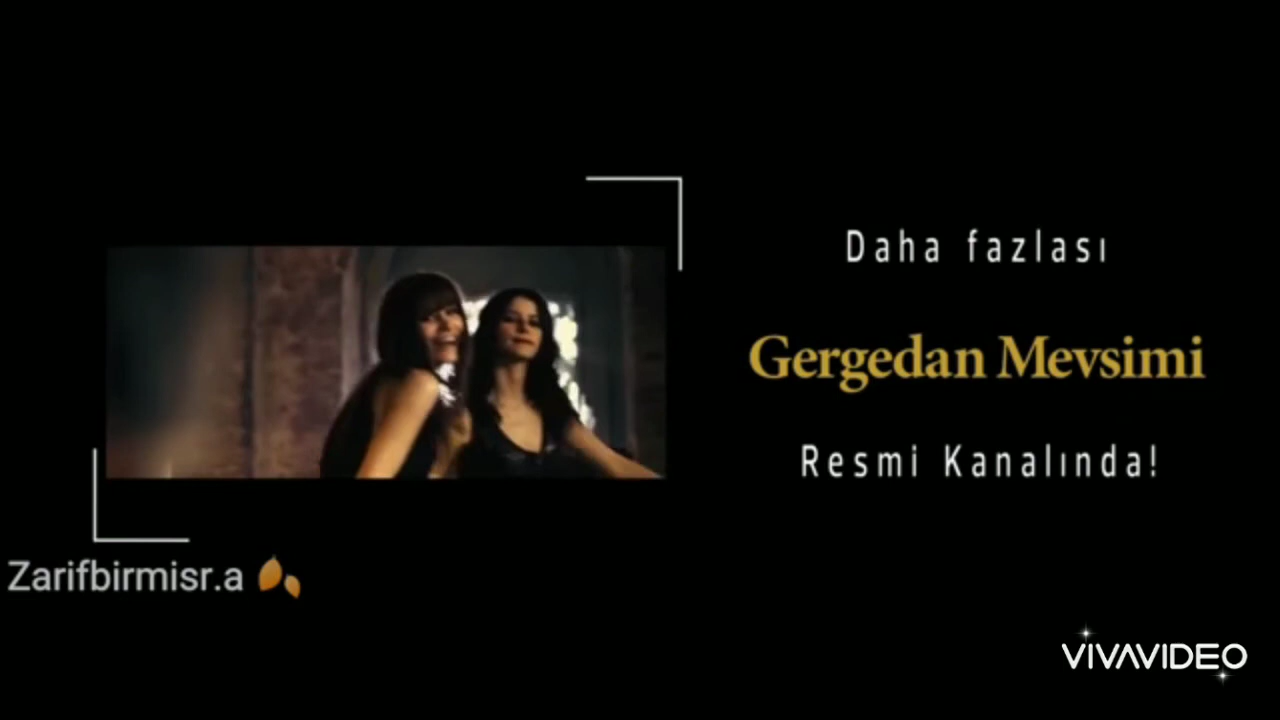 Daha fazlası
Gergedan Mevsimi
Resmi Kanalında!
Zarifbirmisr.a
VIVAVIDEO